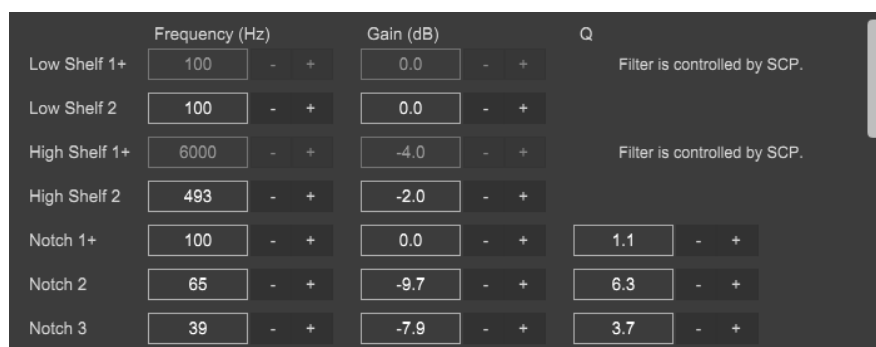 Frequency (Hz) Gain (dB) Q
Low Shelf 1+ 100 - + 0.0 - + Filter is controlled by SCP.
Low Shelf 2 100 - + 0.0 - +
High Shelf 1+ 6000 - + -4.0 - + Filter is controlled by SCP.
High Shelf 2 493 - + -2.0 - +
Notch 1+ 100 - + 0.0 - + 1.1 - +
Notch 2 65 - + -9.7 - + 6.3 - +
Notch 3 39 - + -7.9 - + 3.7 - +